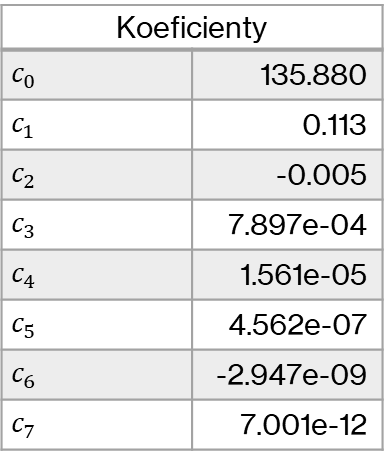 Koeficienty
c₀ 135.880
c₁ 0.113
c₂ -0.005
c₃ 7.897e-04
c₄ 1.561e-05
c₅ 4.562e-07
c₆ -2.947e-09
c₇ 7.001e-12